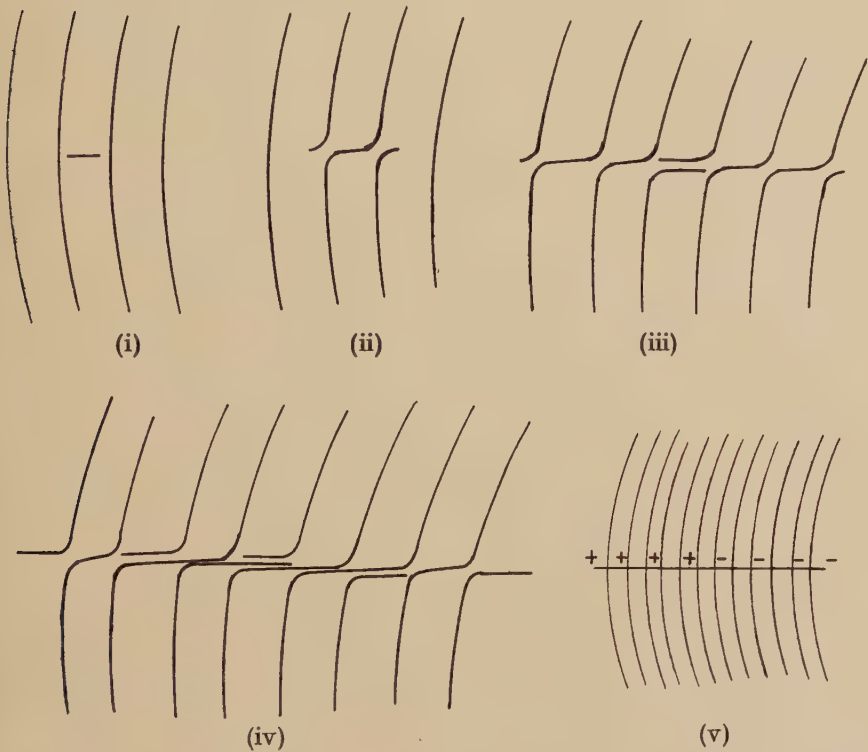 (i)
(ii)
(iii)
+ + + + − − − −
(iv)
(v)